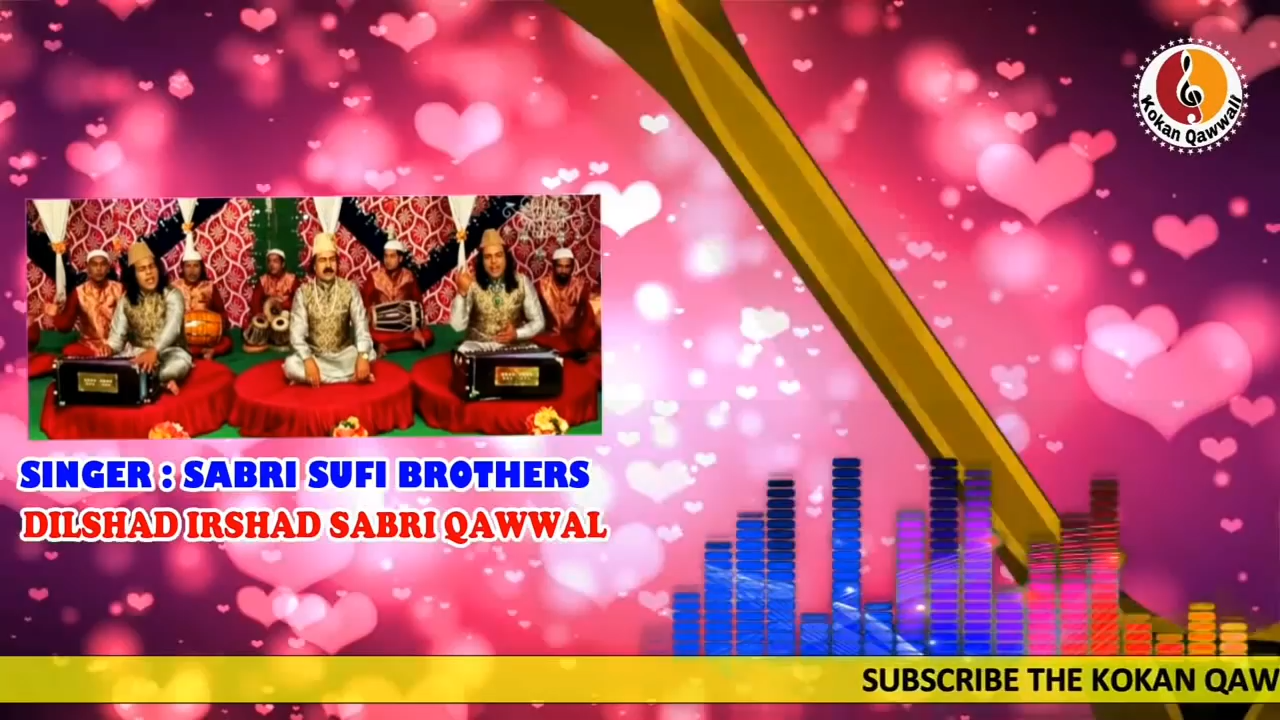 Kokan Qawwali
SINGER : SABRI SUFI BROTHERS
DILSHAD IRSHAD SABRI QAWWAL
SUBSCRIBE THE KOKAN QAW